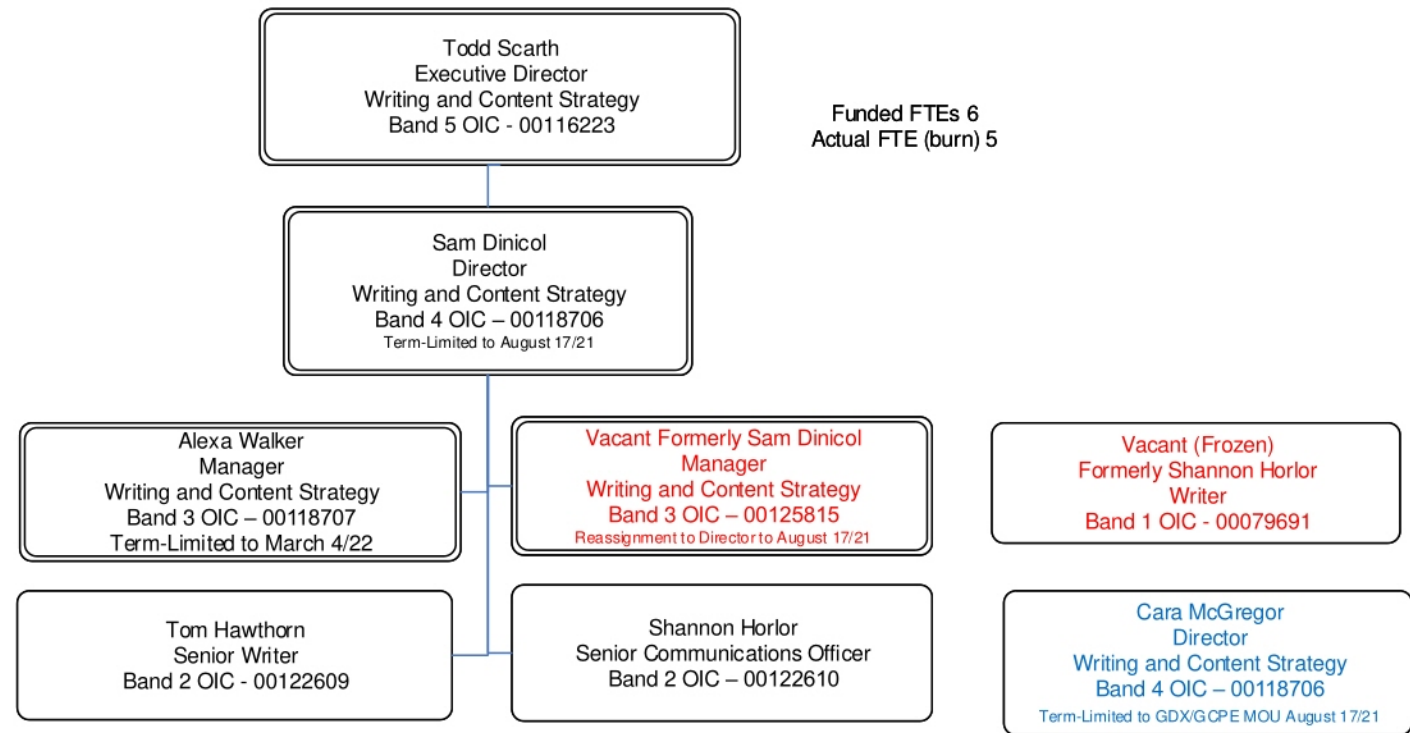 Todd Scarth
Executive Director
Writing and Content Strategy
Band 5 OIC - 00116223
Funded FTEs 6
Actual FTE (burn) 5
Sam Dinicol
Director
Writing and Content Strategy
Band 4 OIC – 00118706
Term-Limited to August 17/21
Alexa Walker
Manager
Writing and Content Strategy
Band 3 OIC – 00118707
Term-Limited to March 4/22
Vacant Formerly Sam Dinicol
Manager
Writing and Content Strategy
Band 3 OIC – 00125815
Reassignment to Director to August 17/21
Vacant (Frozen)
Formerly Shannon Horlor
Writer
Band 1 OIC - 00079691
Tom Hawthorn
Senior Writer
Band 2 OIC - 00122609
Shannon Horlor
Senior Communications Officer
Band 2 OIC – 00122610
Cara McGregor
Director
Writing and Content Strategy
Band 4 OIC – 00118706
Term-Limited to GDX/GCPE MOU August 17/21